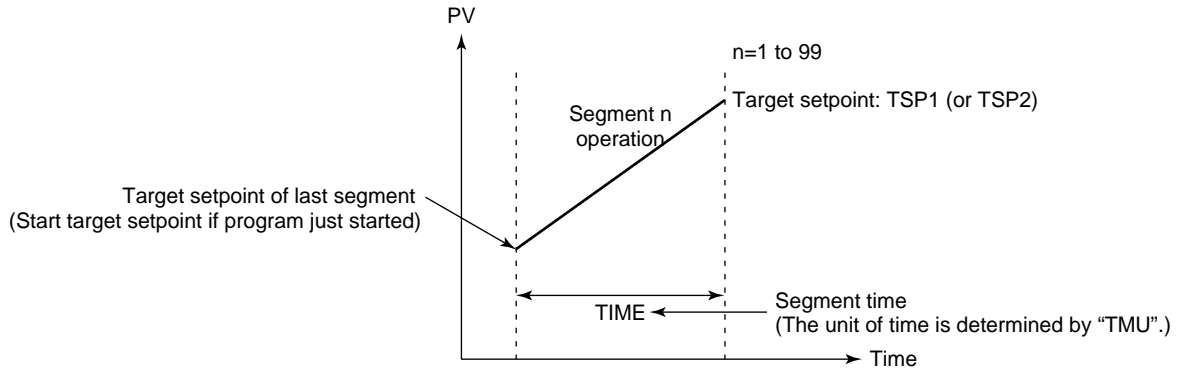 PV
n=1 to 99
Target setpoint: TSP1 (or TSP2)
Segment n
operation
Target setpoint of last segment
(Start target setpoint if program just started)
TIME
Segment time
(The unit of time is determined by “TMU”.)
Time